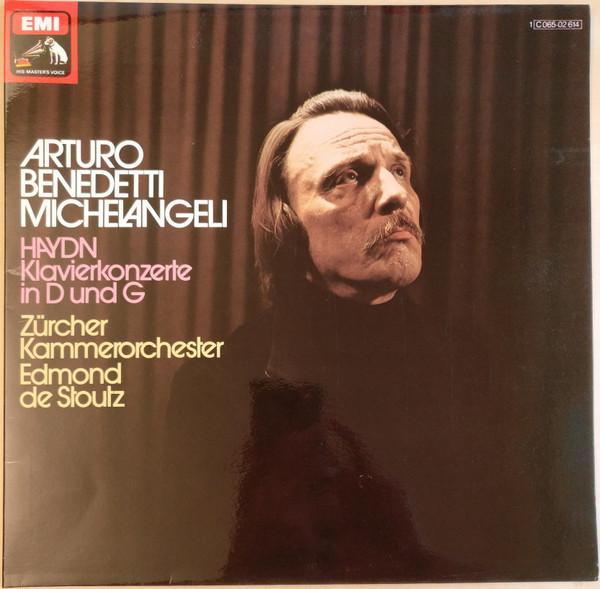 EMI
HIS MASTER'S VOICE
1 C 065-02 614
ARTURO
BENEDETTI
MICHELANGELI
HAYDN
Klavierkonzerte
in D und G
Zürcher
Kammerorchester
Edmond
de Stoutz